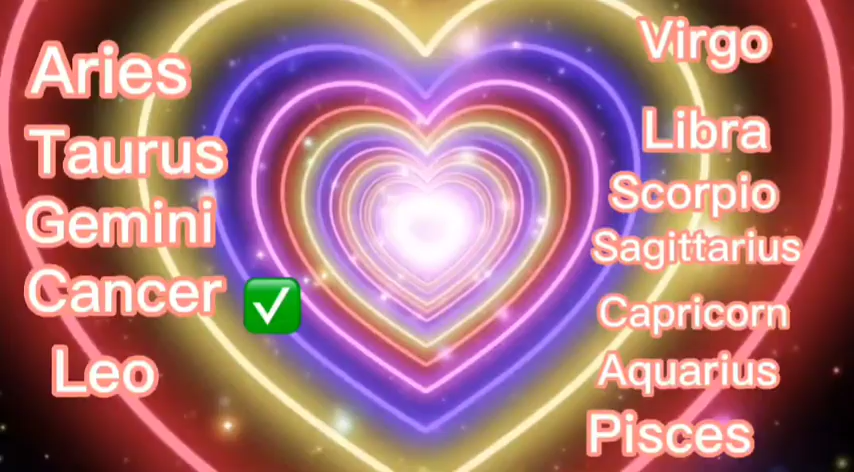 Aries
Taurus
Gemini
Cancer ✅
Leo
Virgo
Libra
Scorpio
Sagittarius
Capricorn
Aquarius
Pisces